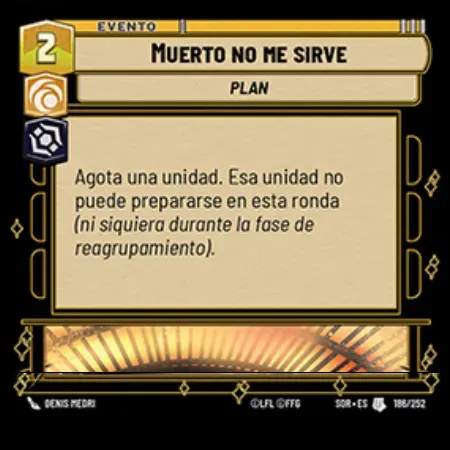 EVENTO
2
MUERTO NO ME SIRVE
PLAN
Agota una unidad. Esa unidad no
puede prepararse en esta ronda
(ni siquiera durante la fase de
reagrupamiento).
DENIS MEDRI
©LFL ©FFG
SOR • ES
186/252